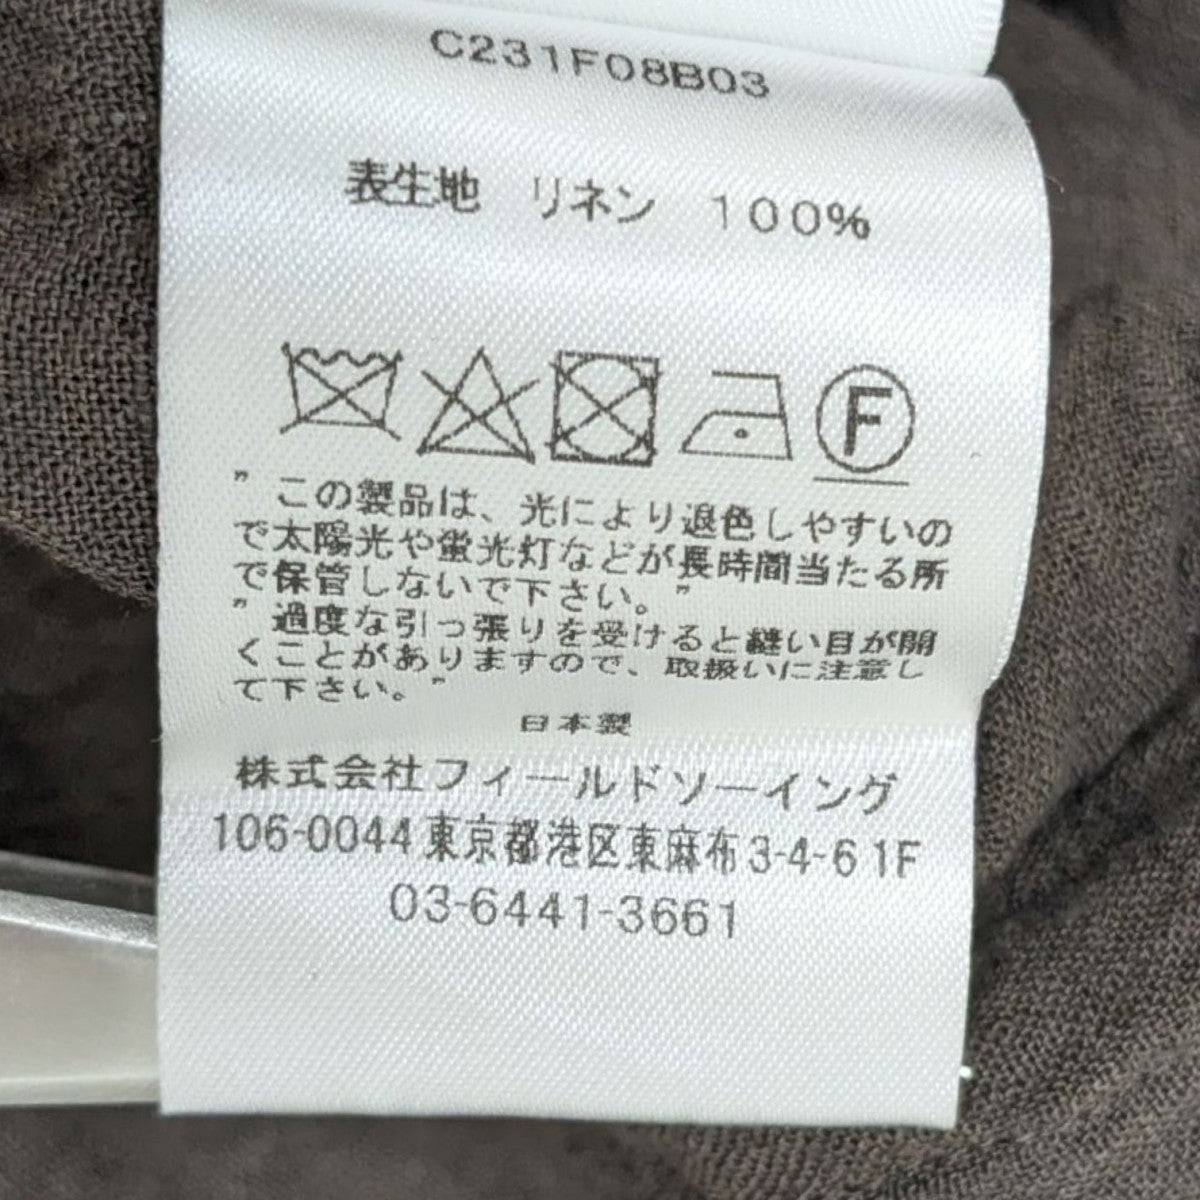 C231F08B03
表生地 リネン 100%
F
"この製品は、光により退色しやすいの
で太陽光や蛍光灯などが長時間当たる所
で保管しないで下さい。"
"過度な引っ張りを受けると縫い目が開
くことがありますので、取扱いに注意し
て下さい。"
日本製
株式会社フィールドソーイング
106-0044東京都港区東麻布3-4-6 1F
03-6441-3661